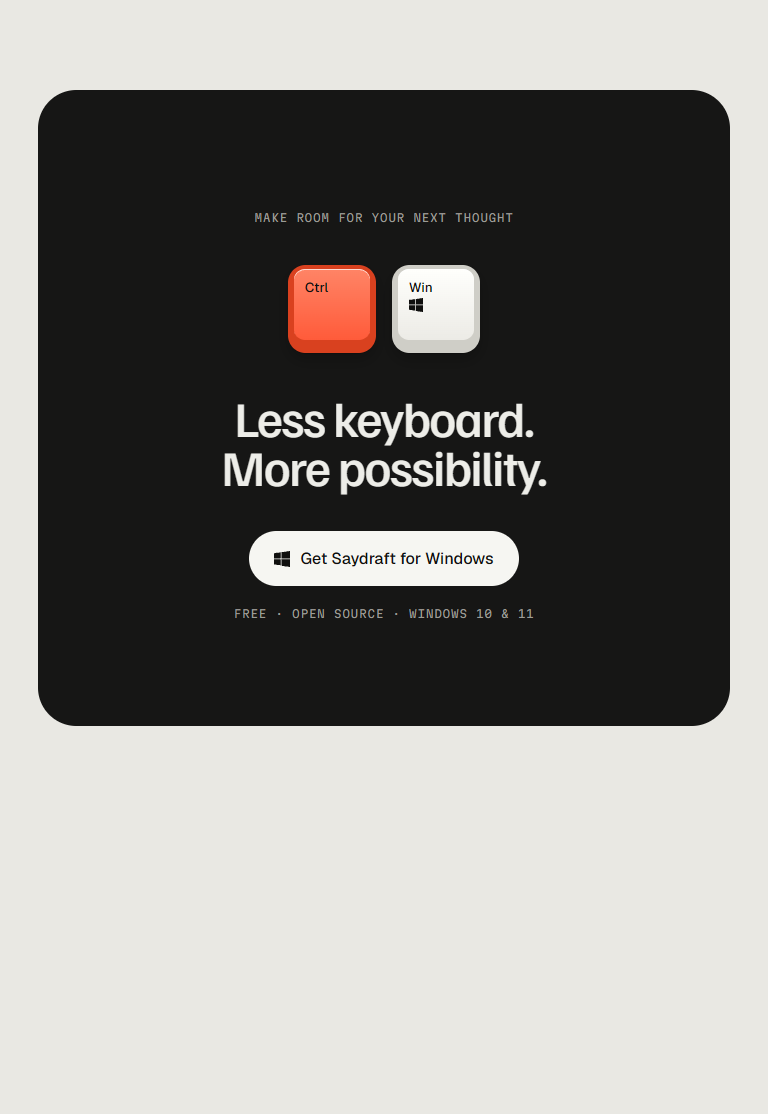 MAKE ROOM FOR YOUR NEXT THOUGHT
Ctrl
Win
Less keyboard.
More possibility.
Get Saydraft for Windows
FREE · OPEN SOURCE · WINDOWS 10 & 11